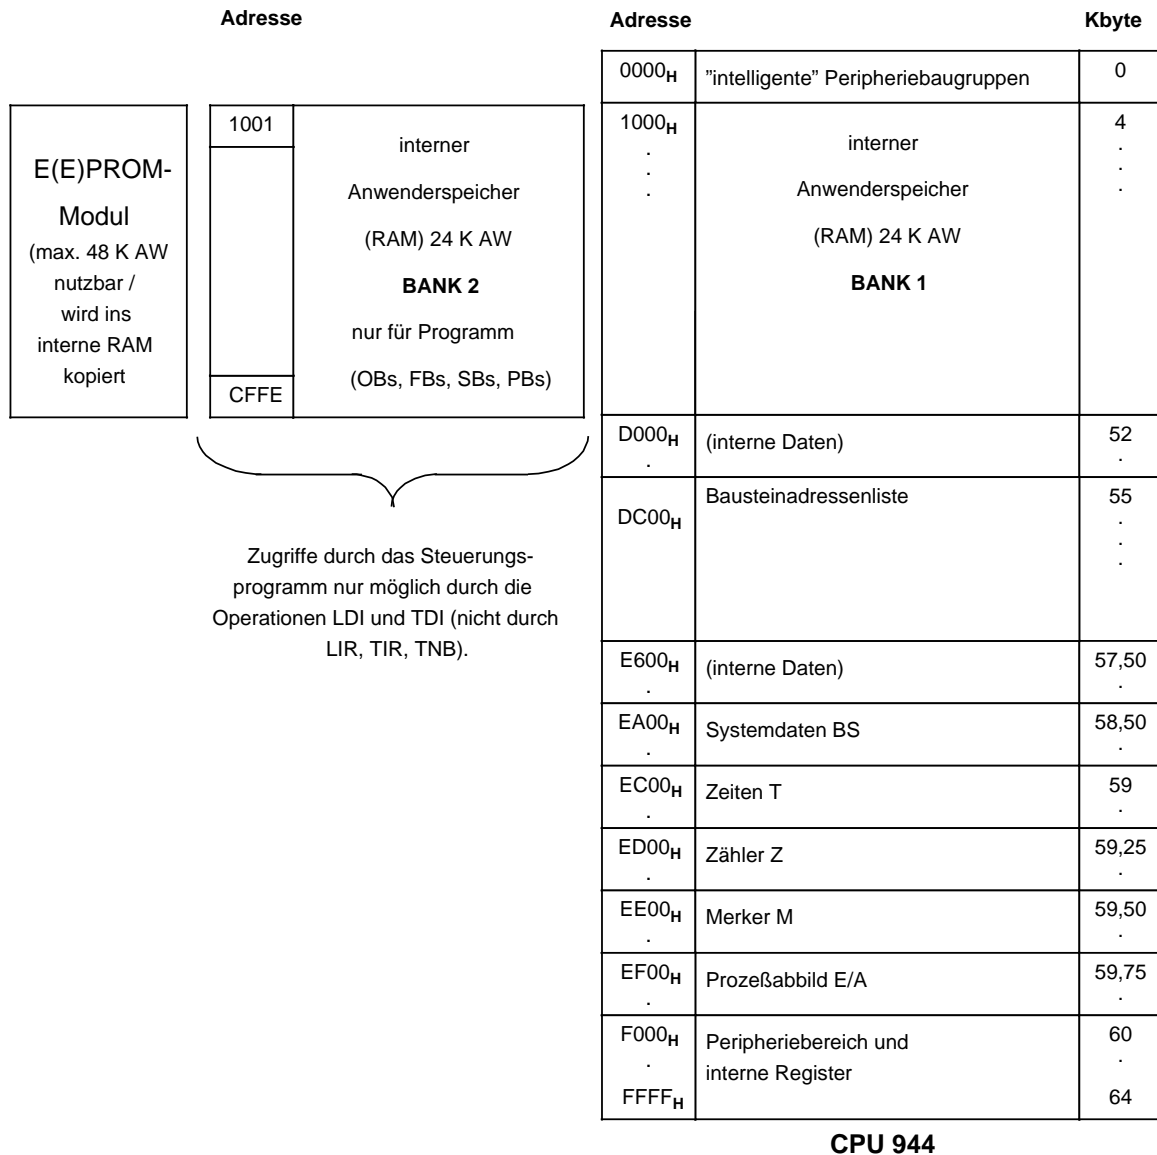 Adresse
Adresse Kbyte
0000H ”intelligente” Peripheriebaugruppen 0
E(E)PROM-
Modul
(max. 48 K AW
nutzbar /
wird ins
interne RAM
kopiert
1001
CFFE
interner
Anwenderspeicher
(RAM) 24 K AW
BANK 2
nur für Programm
(OBs, FBs, SBs, PBs)
1000H
.
.
.
interner
Anwenderspeicher
(RAM) 24 K AW
BANK 1
4
.
.
.
Zugriffe durch das Steuerungs-
programm nur möglich durch die
Operationen LDI und TDI (nicht durch
LIR, TIR, TNB).
D000H (interne Daten) 52
. .
Bausteinadressenliste 55
DC00H .
.
.
E600H (interne Daten) 57,50
. .
EA00H Systemdaten BS 58,50
. .
EC00H Zeiten T 59
. .
ED00H Zähler Z 59,25
. .
EE00H Merker M 59,50
. .
EF00H Prozeßabbild E/A 59,75
. .
F000H Peripheriebereich und 60
. interne Register .
FFFFH 64
CPU 944